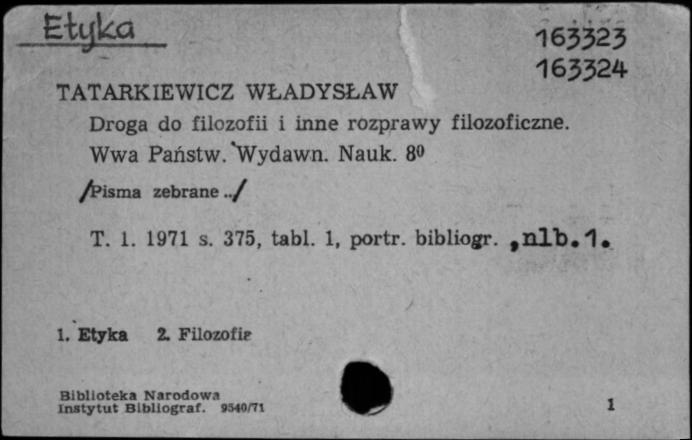 Etyka
163323
163324
TATARKIEWICZ WŁADYSŁAW
Droga do filozofii i inne rozprawy filozoficzne.
Wwa Państw. Wydawn. Nauk. 8⁰
/Pisma zebrane ../
T. 1. 1971 s. 375, tabl. 1, portr. bibliogr. ,nlb.1.
1. Etyka 2. Filozofia
Biblioteka Narodowa
Instytut Bibliograf. 9540/71
1